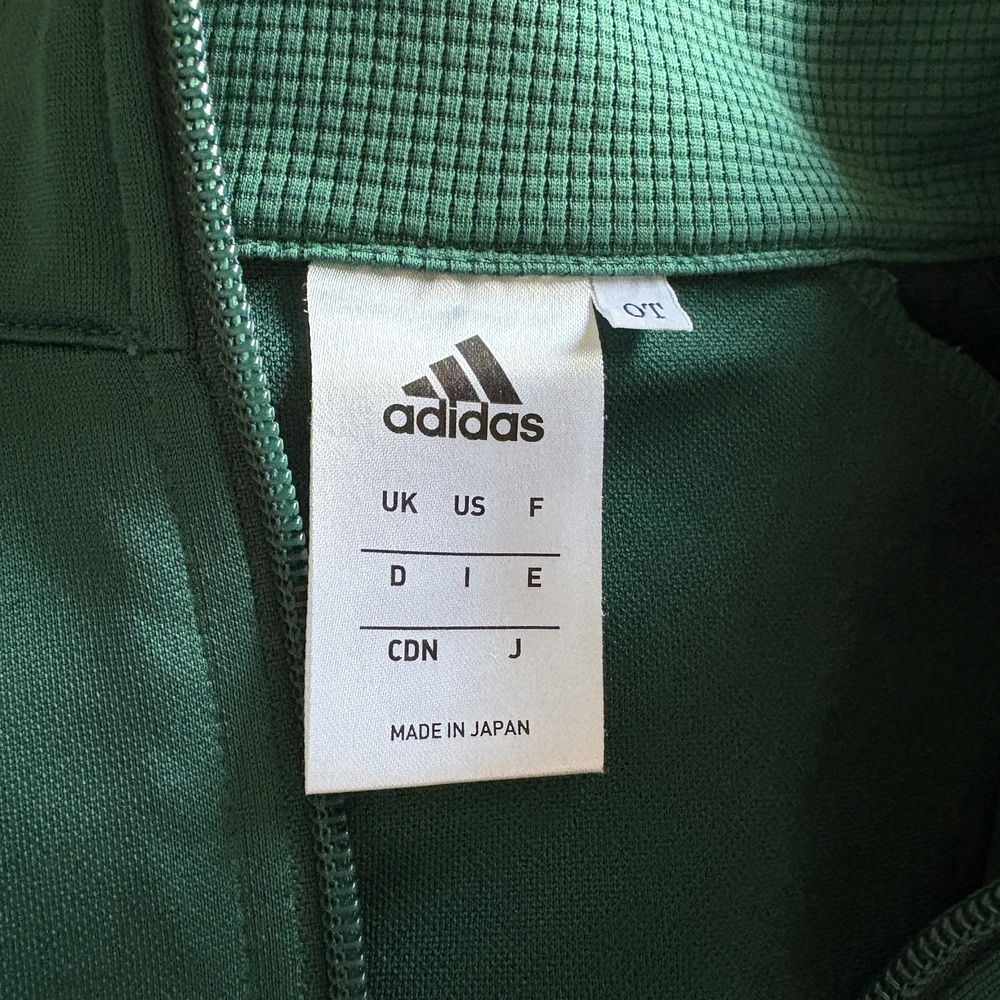 OT
adidas
UK US F
D I E
CDN J
MADE IN JAPAN